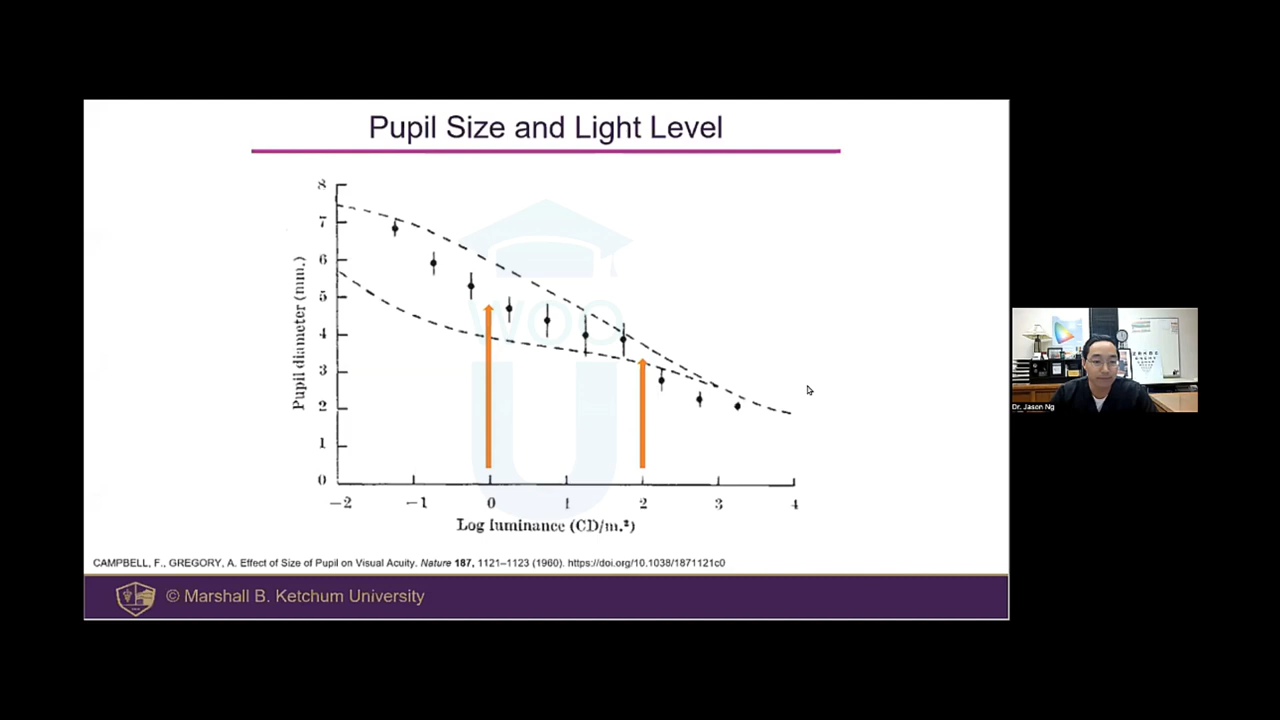 Pupil Size and Light Level
8
7
6
5
4
3
2
1
0
Pupil diameter (mm.)
WOO
U
−2 −1 0 1 2 3 4
Log luminance (CD/m.²)
CAMPBELL, F., GREGORY, A. Effect of Size of Pupil on Visual Acuity. Nature 187, 1121–1123 (1960). https://doi.org/10.1038/1871121c0
© Marshall B. Ketchum University
Dr. Jason Ng